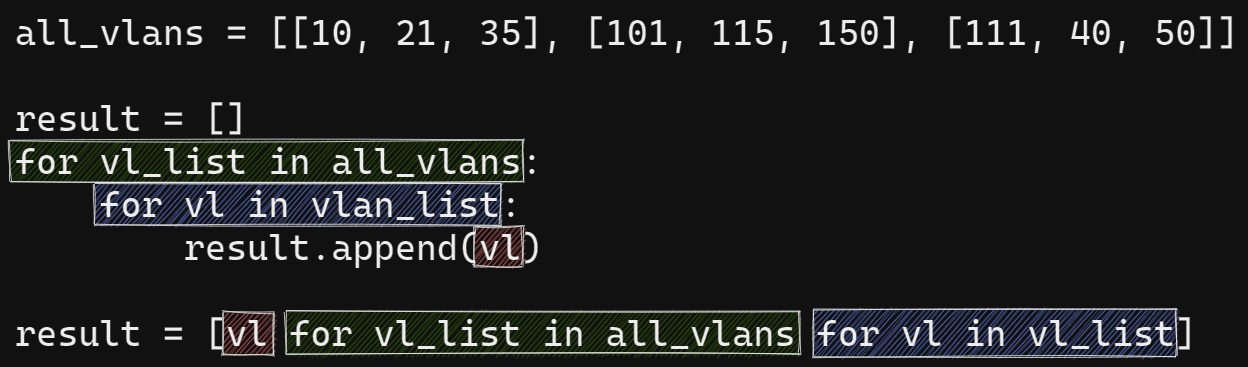 all_vlans = [[10, 21, 35], [101, 115, 150], [111, 40, 50]]
result = []
for vl_list in all_vlans:
    for vl in vlan_list:
        result.append(vl)
result = [vl for vl_list in all_vlans for vl in vl_list]